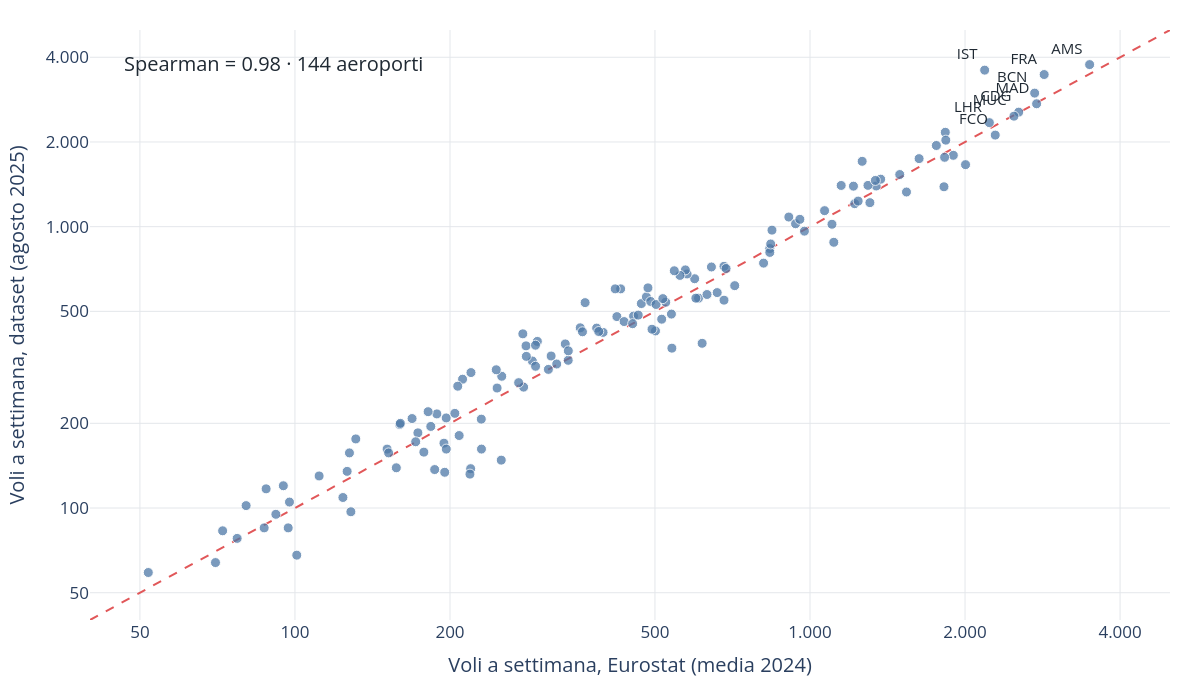 Spearman = 0.98 · 144 aeroporti
IST
FRA
AMS
BCN
MAD
CDG
MUC
LHR
FCO
4.000
2.000
1.000
500
200
100
50
50
100
200
500
1.000
2.000
4.000
Voli a settimana, Eurostat (media 2024)
Voli a settimana, dataset (agosto 2025)